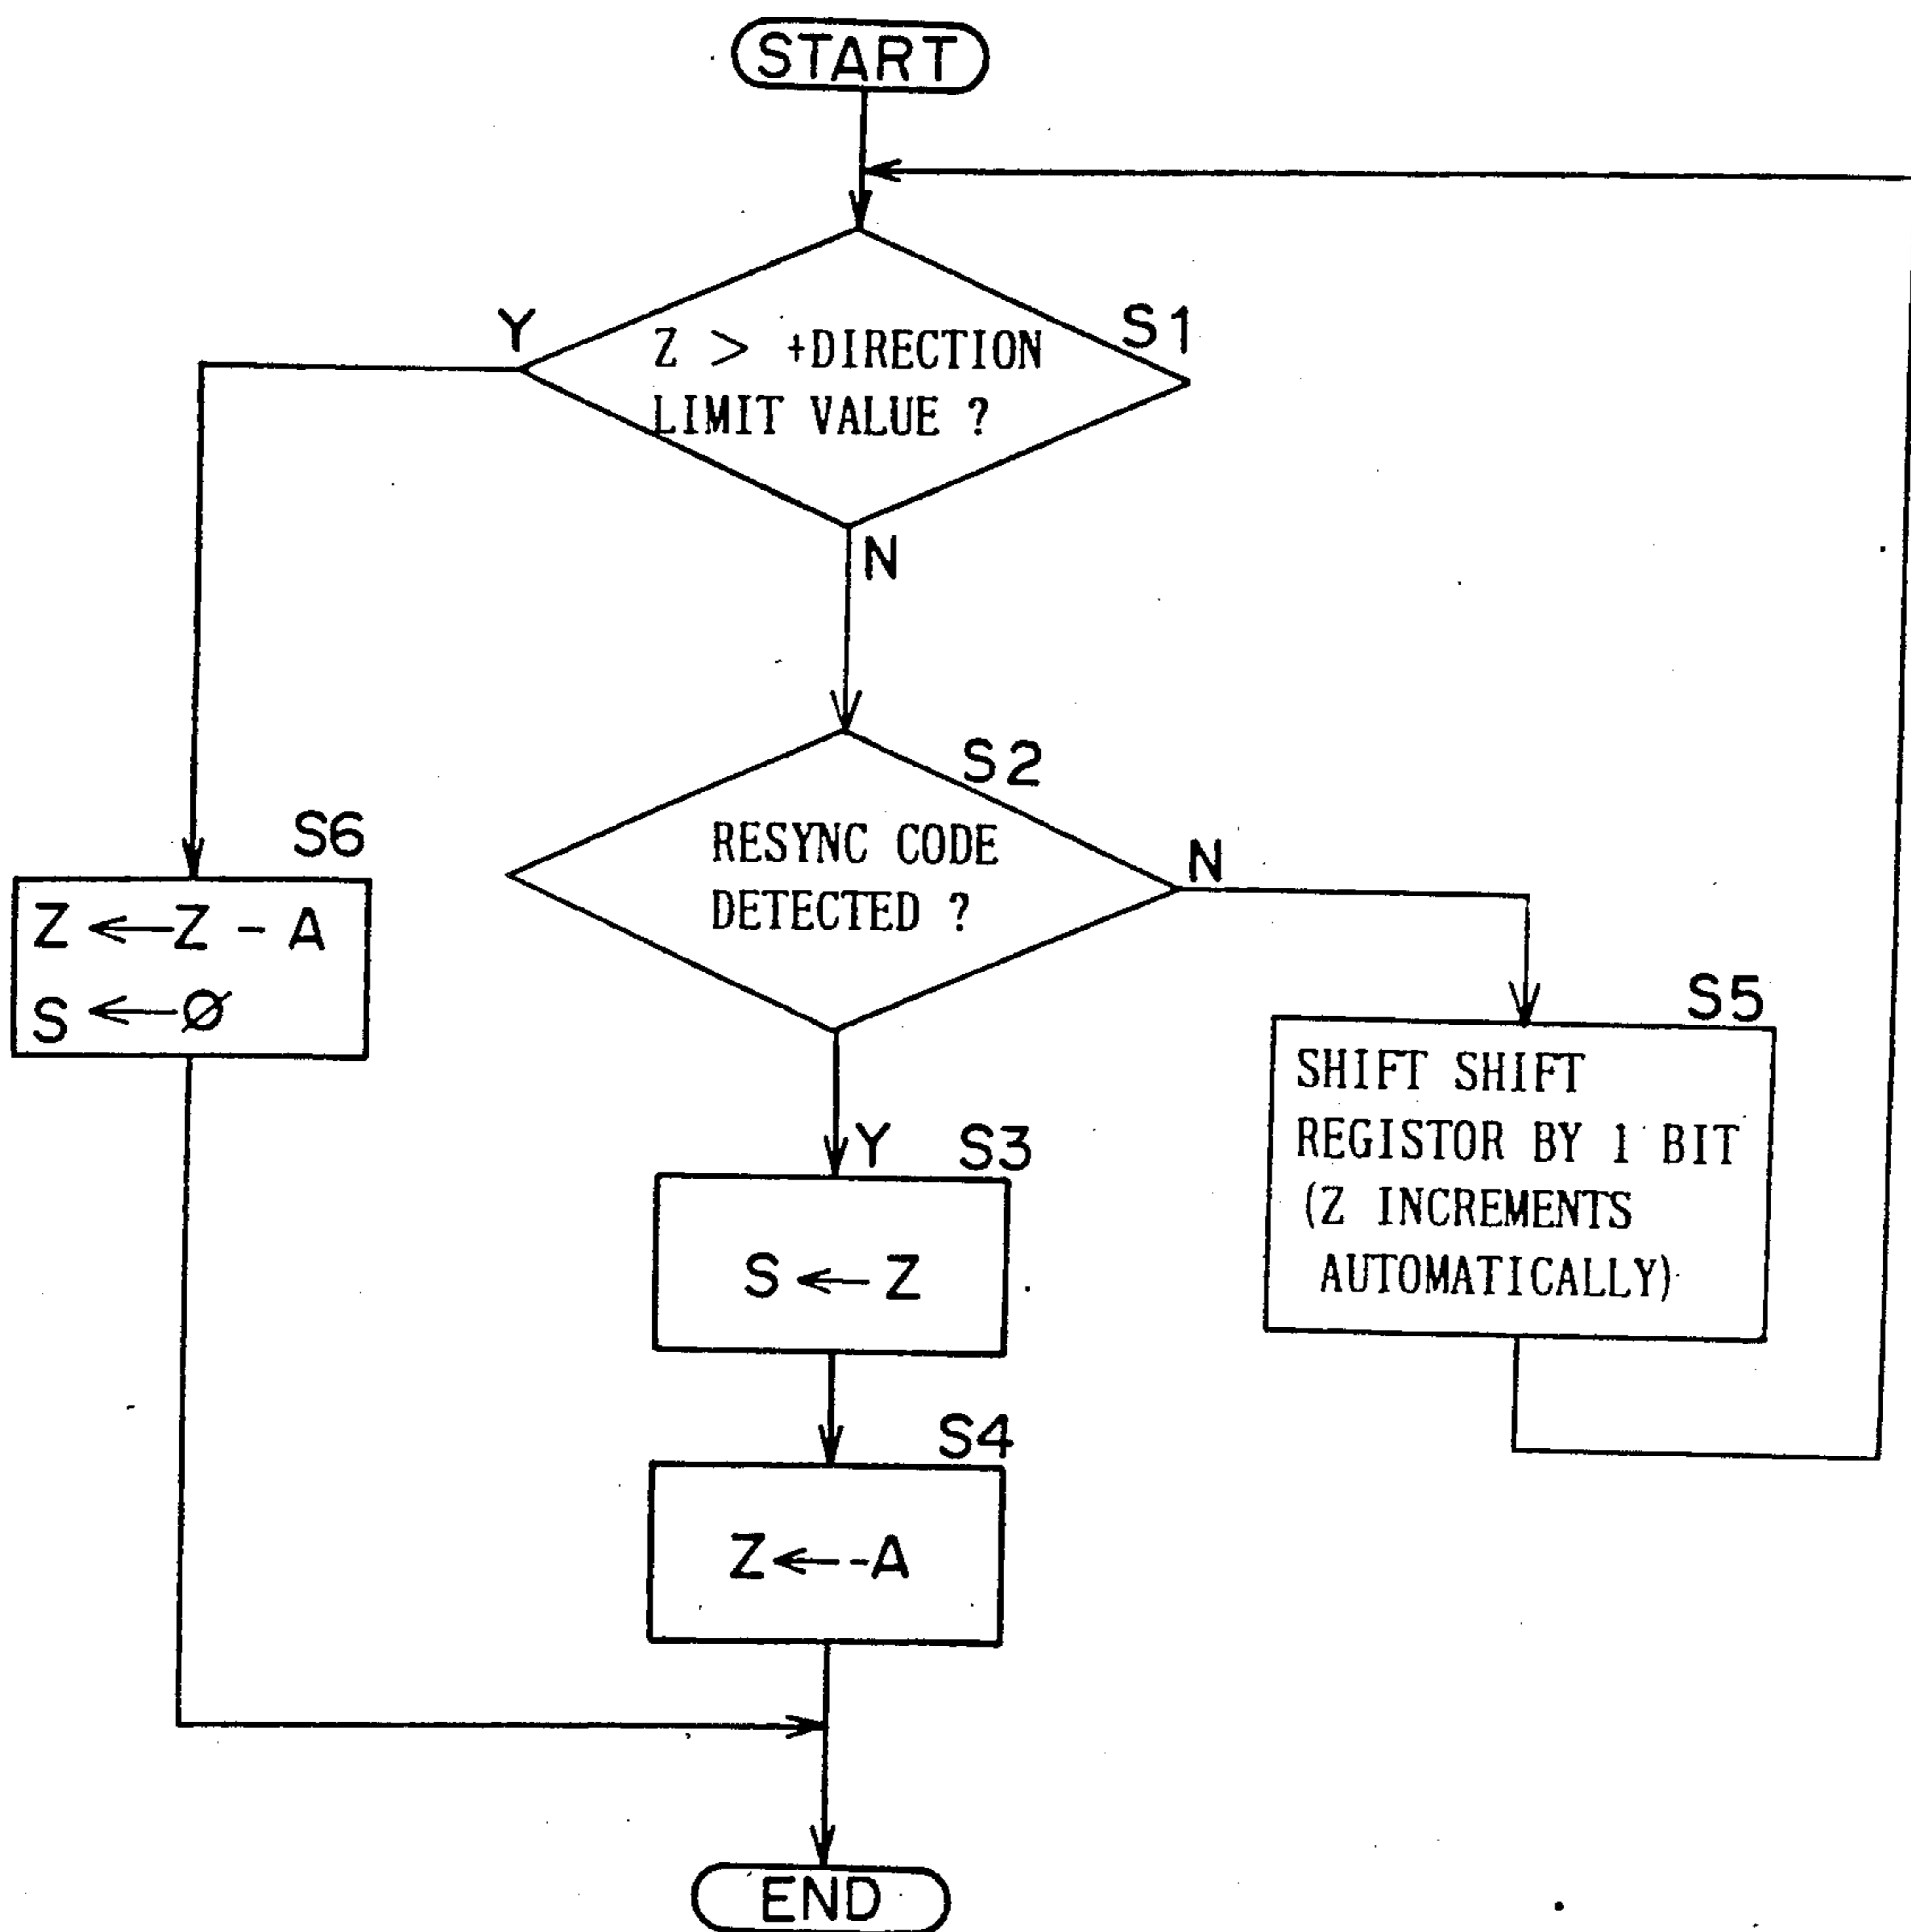 START
Y
S1
Z > +DIRECTION
LIMIT VALUE ?
N
S2
RESYNC CODE
DETECTED ?
N
S6
Z ← Z - A
S ← Ø
S5
SHIFT SHIFT
REGISTOR BY 1 BIT
(Z INCREMENTS
AUTOMATICALLY)
Y
S3
S ← Z
S4
Z ← -A
END